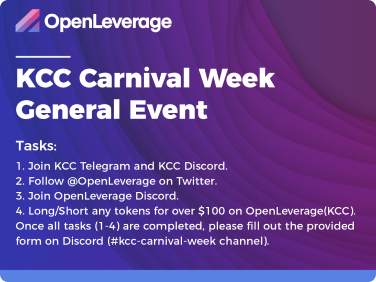 OpenLeverage
KCC Carnival Week
General Event
Tasks:
1. Join KCC Telegram and KCC Discord.
2. Follow @OpenLeverage on Twitter.
3. Join OpenLeverage Discord.
4. Long/Short any tokens for over $100 on OpenLeverage(KCC).
Once all tasks (1-4) are completed, please fill out the provided
form on Discord (#kcc-carnival-week channel).